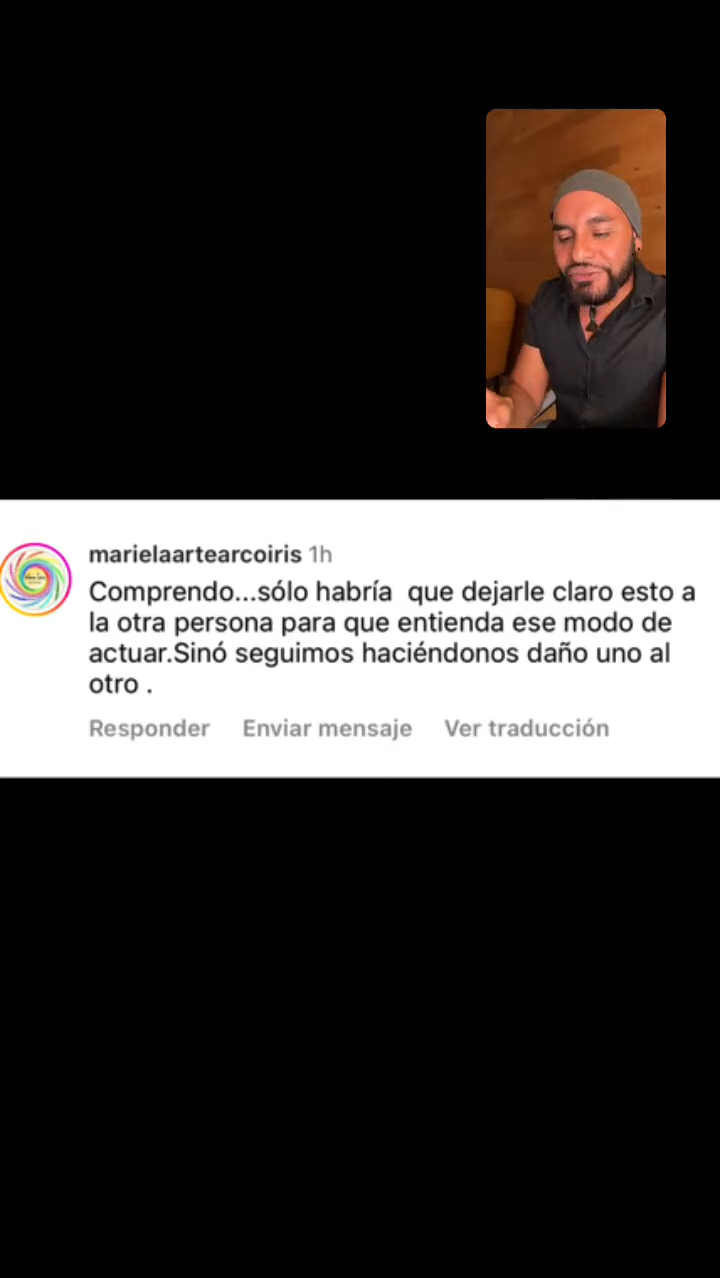 marielaartearcoiris 1h
Comprendo...sólo habría  que dejarle claro esto a
la otra persona para que entienda ese modo de
actuar.Sinó seguimos haciéndonos daño uno al
otro .
Responder Enviar mensaje Ver traducción